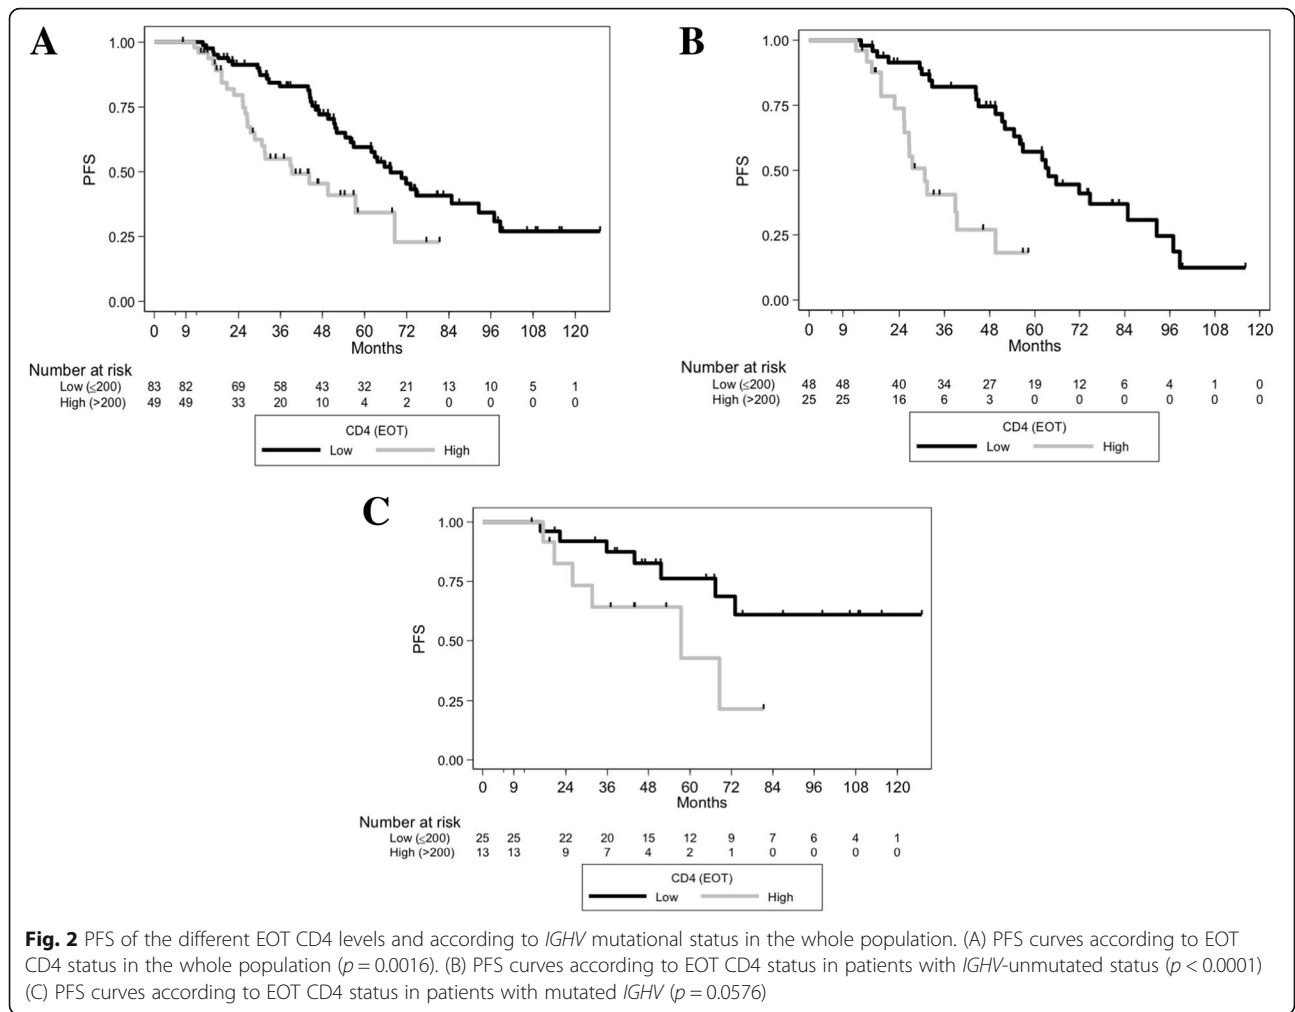 A
1.00
0.75
0.50
0.25
0.00
PFS
0 9 24 36 48 60 72 84 96 108 120
Months
Number at risk
Low (≤200) 83 82 69 58 43 32 21 13 10 5 1
High (>200) 49 49 33 20 10 4 2 0 0 0 0
CD4 (EOT)
Low High
B
1.00
0.75
0.50
0.25
0.00
PFS
0 9 24 36 48 60 72 84 96 108 120
Months
Number at risk
Low (≤200) 48 48 40 34 27 19 12 6 4 1 0
High (>200) 25 25 16 6 3 0 0 0 0 0 0
CD4 (EOT)
Low High
C
1.00
0.75
0.50
0.25
0.00
PFS
0 9 24 36 48 60 72 84 96 108 120
Months
Number at risk
Low (≤200) 25 25 22 20 15 12 9 7 6 4 1
High (>200) 13 13 9 7 4 2 1 0 0 0 0
CD4 (EOT)
Low High
Fig. 2 PFS of the different EOT CD4 levels and according to IGHV mutational status in the whole population. (A) PFS curves according to EOT
CD4 status in the whole population (p = 0.0016). (B) PFS curves according to EOT CD4 status in patients with IGHV-unmutated status (p < 0.0001)
(C) PFS curves according to EOT CD4 status in patients with mutated IGHV (p = 0.0576)